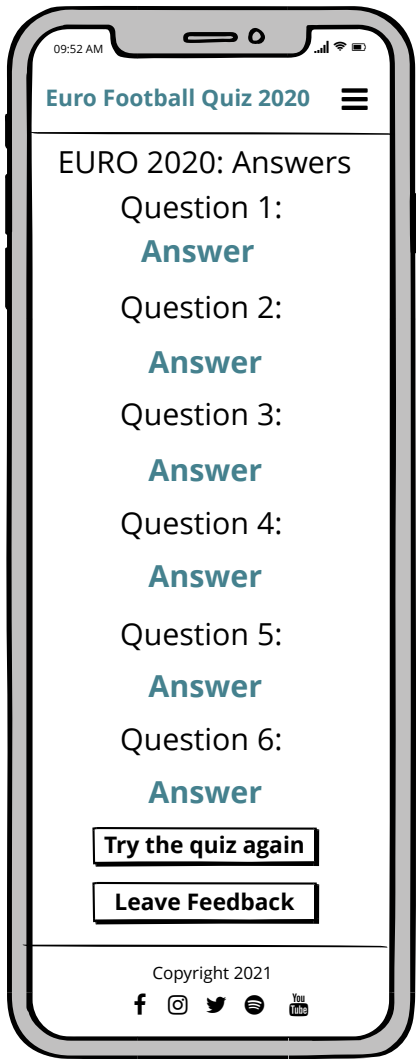 09:52 AM
Euro Football Quiz 2020
EURO 2020: Answers
Question 1:
Answer
Question 2:
Answer
Question 3:
Answer
Question 4:
Answer
Question 5:
Answer
Question 6:
Answer
Try the quiz again
Leave Feedback
Copyright 2021
You
Tube